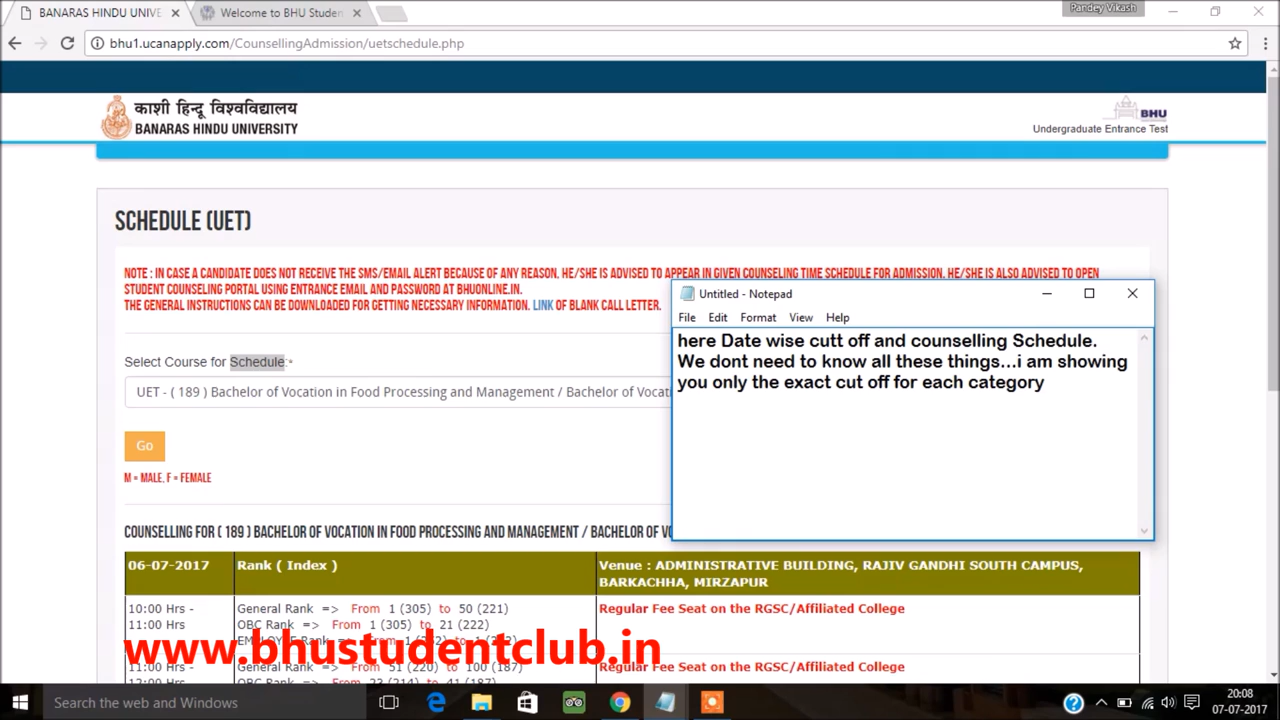 BANARAS HINDU UNIVE
Welcome to BHU Studen
Pandey Vikash
bhu1.ucanapply.com/CounsellingAdmission/uetschedule.php
काशी हिन्दू विश्वविद्यालय
BANARAS HINDU UNIVERSITY
BHU
Undergraduate Entrance Test
SCHEDULE (UET)
NOTE : IN CASE A CANDIDATE DOES NOT RECEIVE THE SMS/EMAIL ALERT BECAUSE OF ANY REASON. HE/SHE IS ADVISED TO APPEAR IN GIVEN COUNSELING TIME SCHEDULE FOR ADMISSION. HE/SHE IS ALSO ADVISED TO OPEN
STUDENT COUNSELING PORTAL USING ENTRANCE EMAIL AND PASSWORD AT BHUONLINE.IN.
THE GENERAL INSTRUCTIONS CAN BE DOWNLOADED FOR GETTING NECESSARY INFORMATION. LINK OF BLANK CALL LETTER.
Untitled - Notepad
File Edit Format View Help
here Date wise cutt off and counselling Schedule.
We dont need to know all these things...i am showing
you only the exact cut off for each category
Select Course for Schedule:*
UET - ( 189 ) Bachelor of Vocation in Food Processing and Management / Bachelor of Vocati
Go
M = MALE, F = FEMALE
COUNSELLING FOR ( 189 ) BACHELOR OF VOCATION IN FOOD PROCESSING AND MANAGEMENT / BACHELOR OF VO
06-07-2017 Rank ( Index ) Venue : ADMINISTRATIVE BUILDING, RAJIV GANDHI SOUTH CAMPUS,
BARKACHHA, MIRZAPUR
10:00 Hrs - General Rank => From 1 (305) to 50 (221) Regular Fee Seat on the RGSC/Affiliated College
11:00 Hrs OBC Rank => From 1 (305) to 21 (222)
www.bhustudentclub.in
11:00 Hrs - General Rank => From 51 (220) to 100 (187) Regular Fee Seat on the RGSC/Affiliated College
Search the web and Windows
20:08
07-07-2017